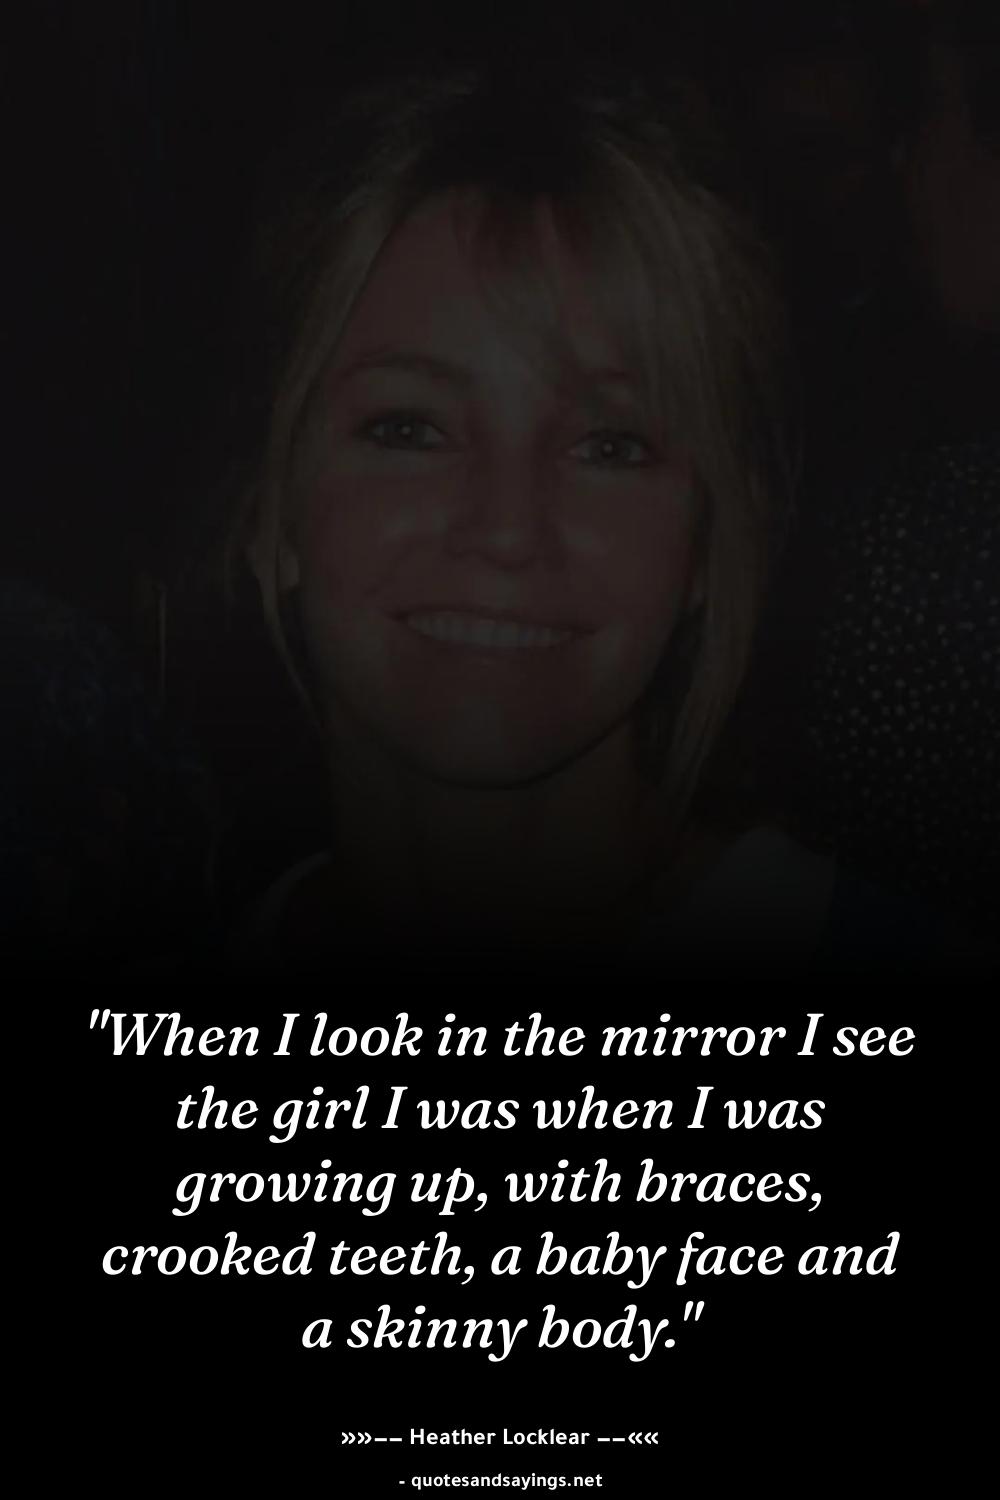 "When I look in the mirror I see
the girl I was when I was
growing up, with braces,
crooked teeth, a baby face and
a skinny body."
»»–– Heather Locklear ––««
- quotesandsayings.net